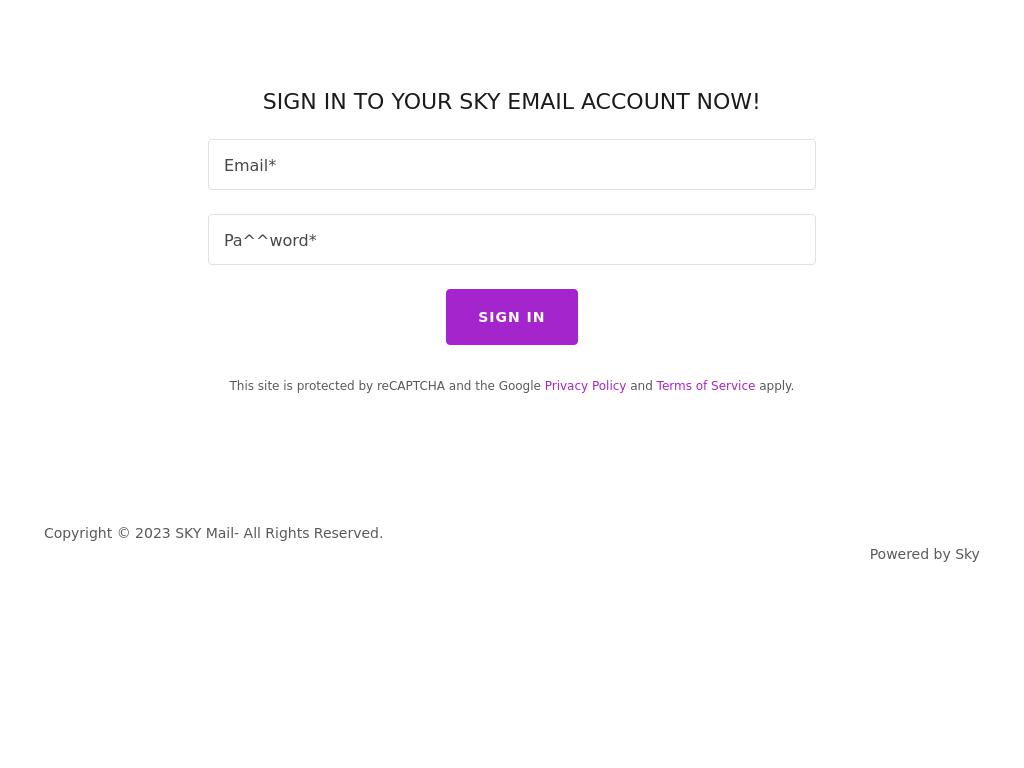 SIGN IN TO YOUR SKY EMAIL ACCOUNT NOW!
Email*
Pa^^word*
SIGN IN
This site is protected by reCAPTCHA and the Google Privacy Policy and Terms of Service apply.
Copyright © 2023 SKY Mail- All Rights Reserved.
Powered by Sky